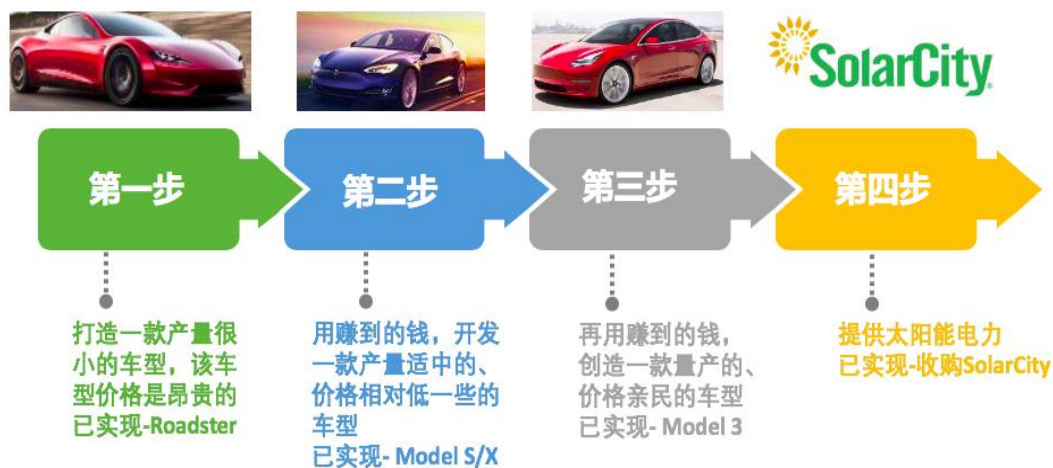 SolarCity
第一步
第二步
第三步
第四步
打造一款产量很
小的车型，该车
型价格是昂贵的
已实现-Roadster
用赚到的钱，开发
一款产量适中的、
价格相对低一些的
车型
已实现- Model S/X
再用赚到的钱，
创造一款量产的、
价格亲民的车型
已实现- Model 3
提供太阳能电力
已实现-收购SolarCity